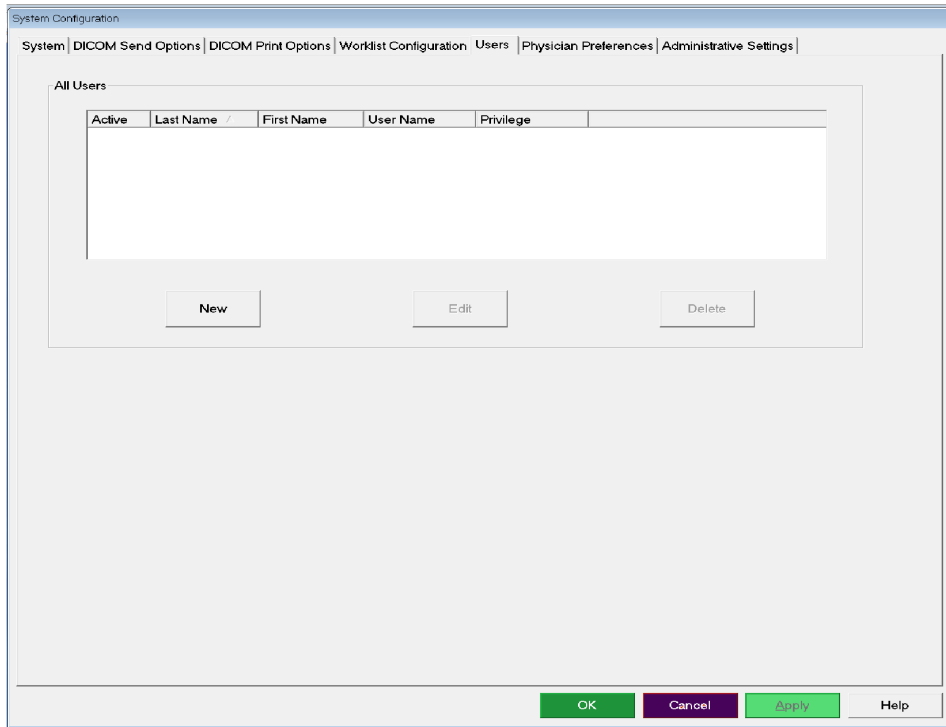 System Configuration
System DICOM Send Options DICOM Print Options Worklist Configuration Users Physician Preferences Administrative Settings
All Users
Active Last Name First Name User Name Privilege
New Edit Delete
OK Cancel Apply Help